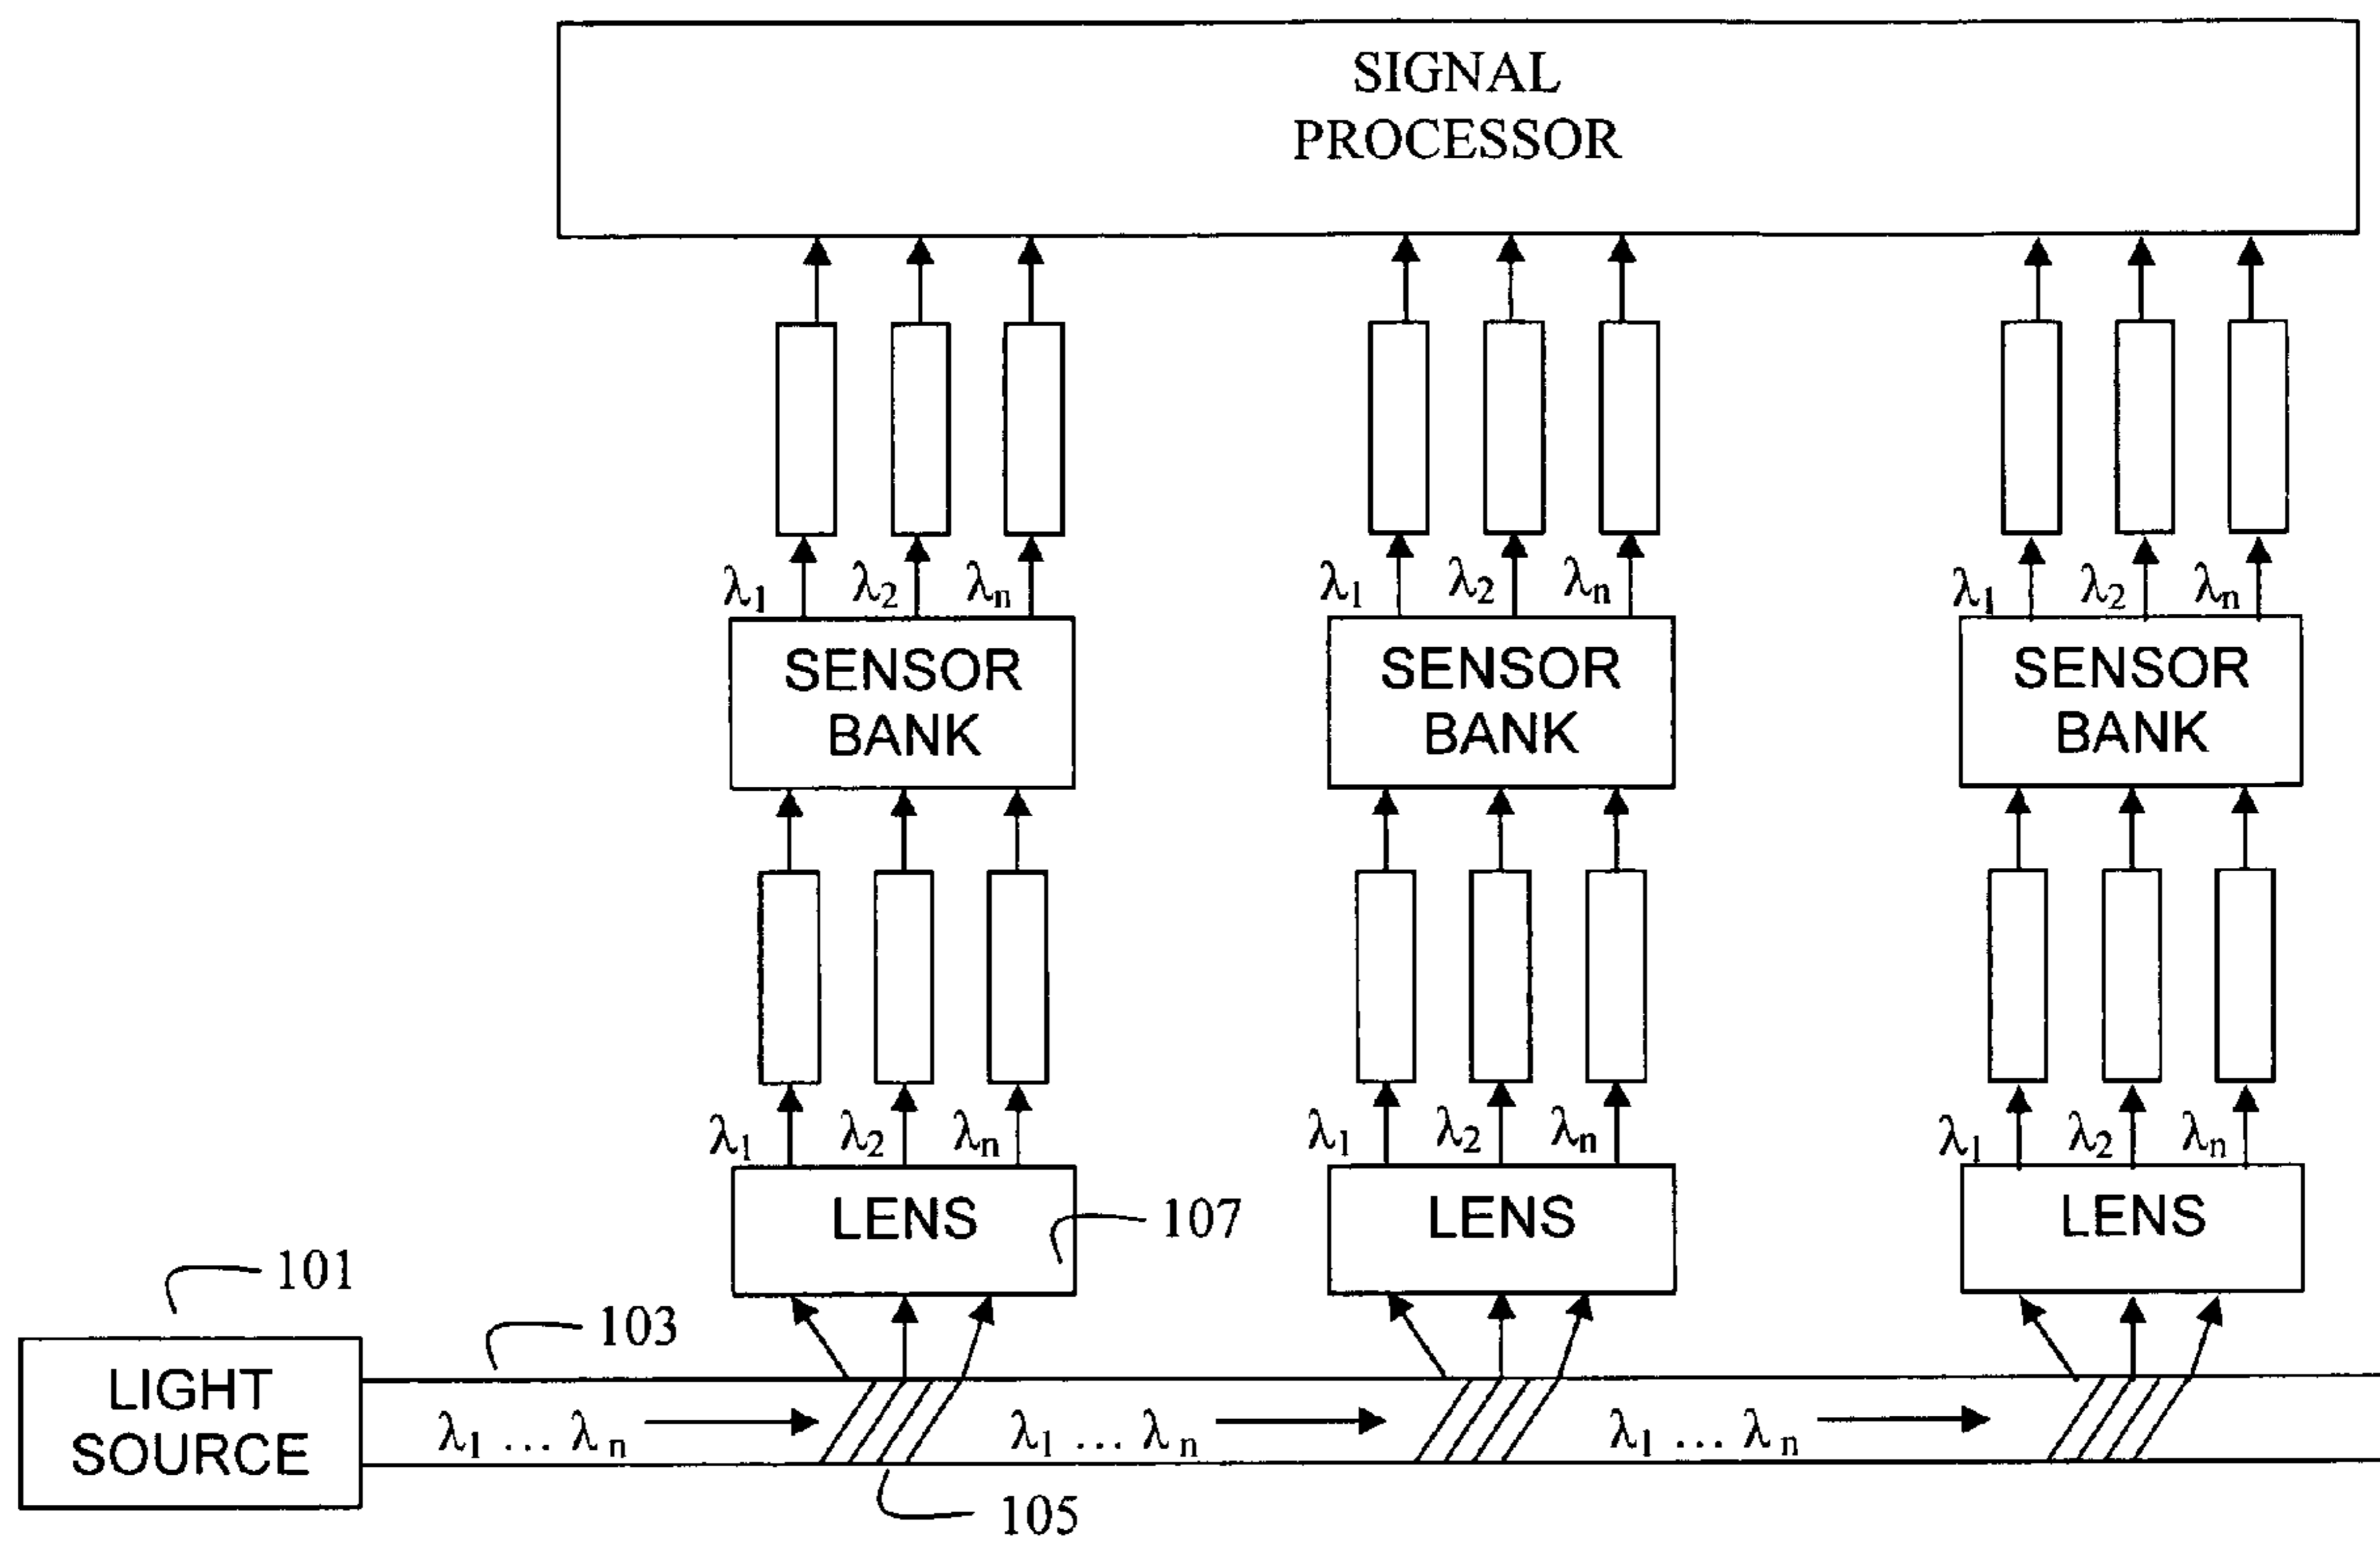 SIGNAL
PROCESSOR
λ1 λ2 λn λ1 λ2 λn λ1 λ2 λn
SENSOR
BANK
SENSOR
BANK
SENSOR
BANK
λ1 λ2 λn λ1 λ2 λn λ1 λ2 λn
LENS
107
LENS
LENS
101
103
LIGHT
SOURCE
λ1 ... λn
λ1 ... λn
λ1 ... λn
105